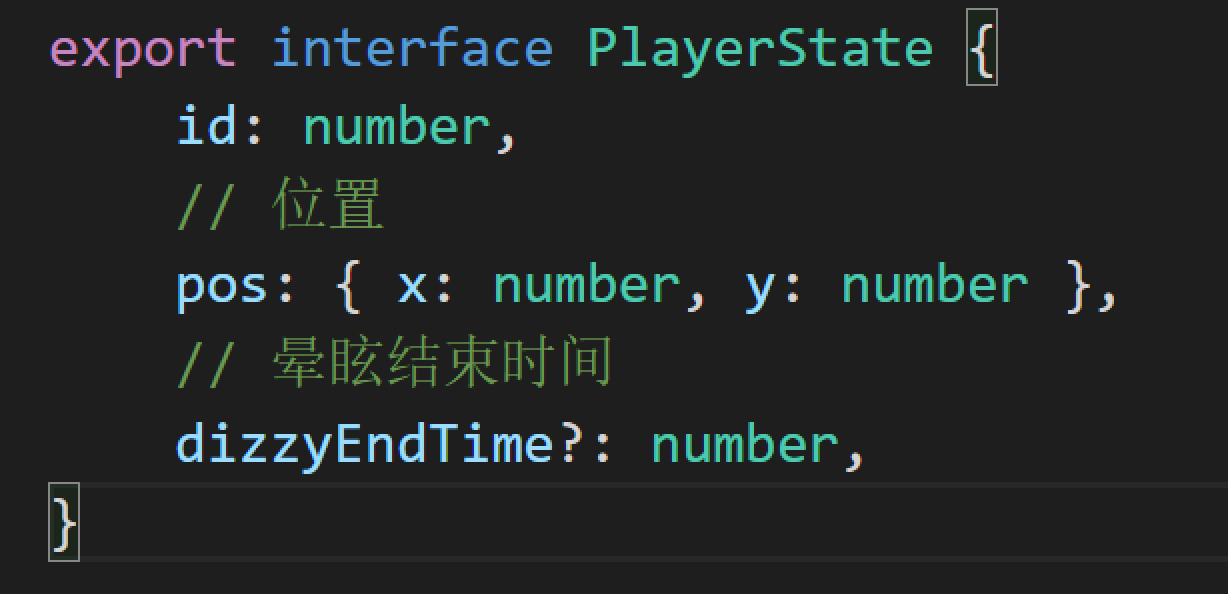 export interface PlayerState {
    id: number,
    // 位置
    pos: { x: number, y: number },
    // 晕眩结束时间
    dizzyEndTime?: number,
}